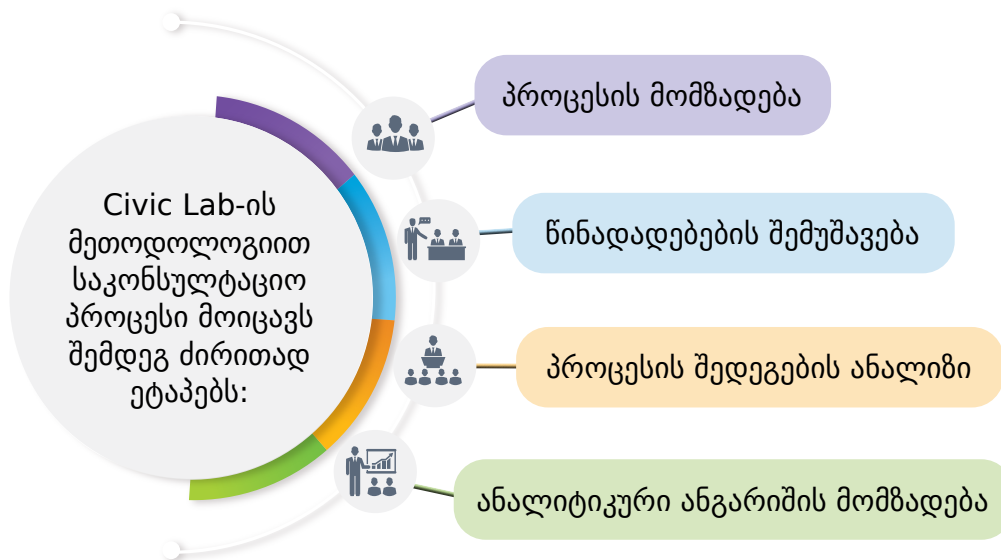 Civic Lab-ის
მეთოდოლოგიით
საკონსულტაციო
პროცესი მოიცავს
შემდეგ ძირითად
ეტაპებს:
პროცესის მომზადება
წინადადებების შემუშავება
პროცესის შედეგების ანალიზი
ანალიტიკური ანგარიშის მომზადება